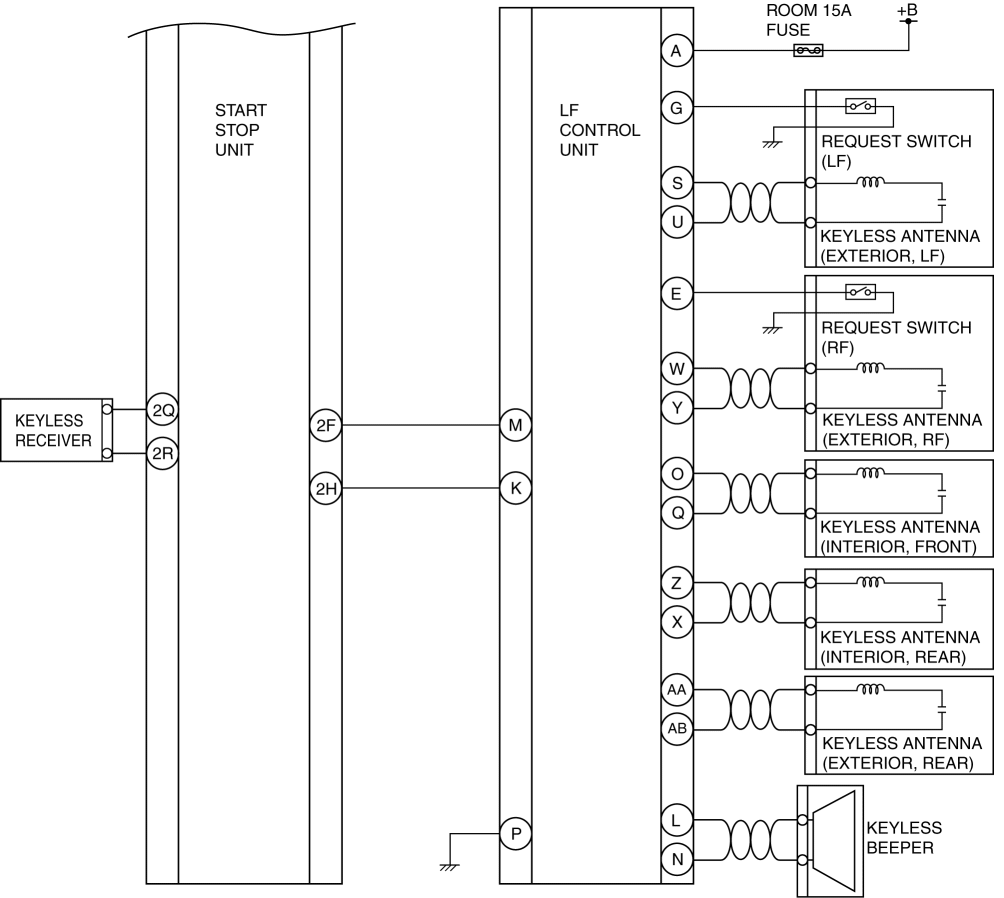 ROOM 15A
FUSE
+B
A
START
STOP
UNIT
LF
CONTROL
UNIT
G
REQUEST SWITCH
(LF)
S
U
KEYLESS ANTENNA
(EXTERIOR, LF)
E
REQUEST SWITCH
(RF)
W
Y
KEYLESS ANTENNA
(EXTERIOR, RF)
KEYLESS
RECEIVER
2Q
2R
2F
2H
M
K
O
Q
KEYLESS ANTENNA
(INTERIOR, FRONT)
Z
X
KEYLESS ANTENNA
(INTERIOR, REAR)
AA
AB
KEYLESS ANTENNA
(EXTERIOR, REAR)
P
L
N
KEYLESS
BEEPER